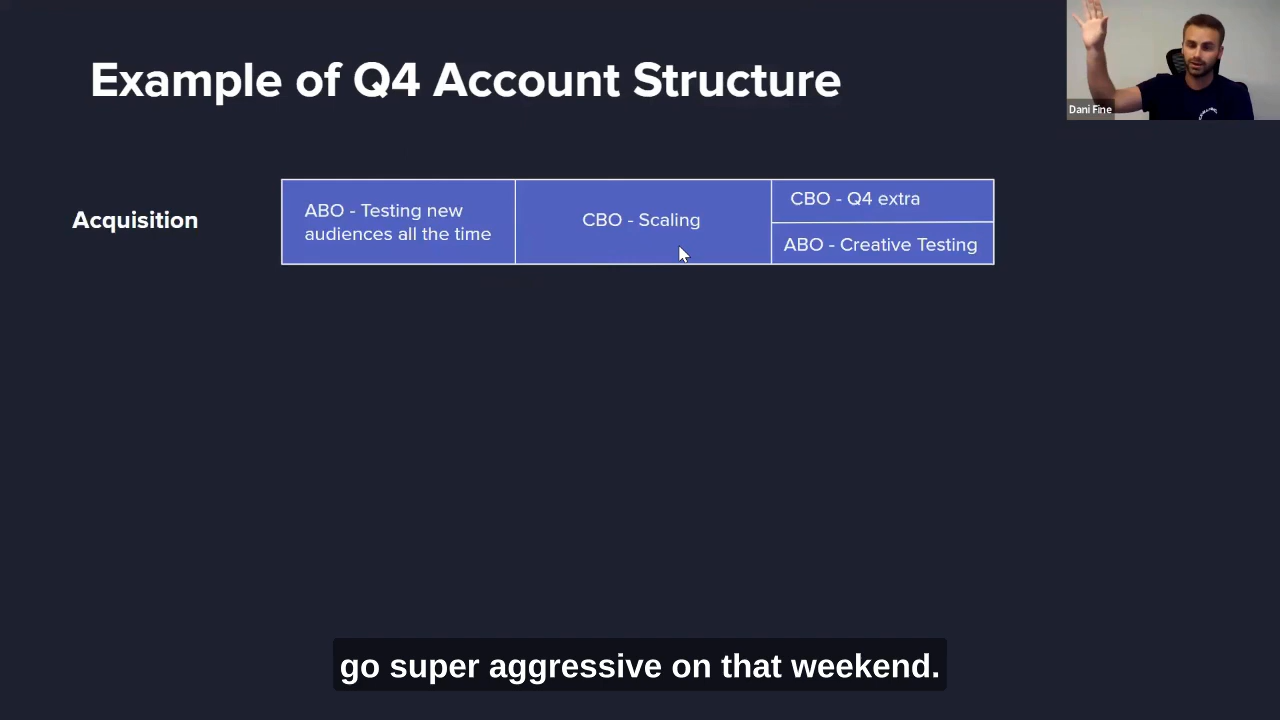 Example of Q4 Account Structure
Dani Fine
Acquisition
ABO - Testing new
audiences all the time
CBO - Scaling
CBO - Q4 extra
ABO - Creative Testing
go super aggressive on that weekend.